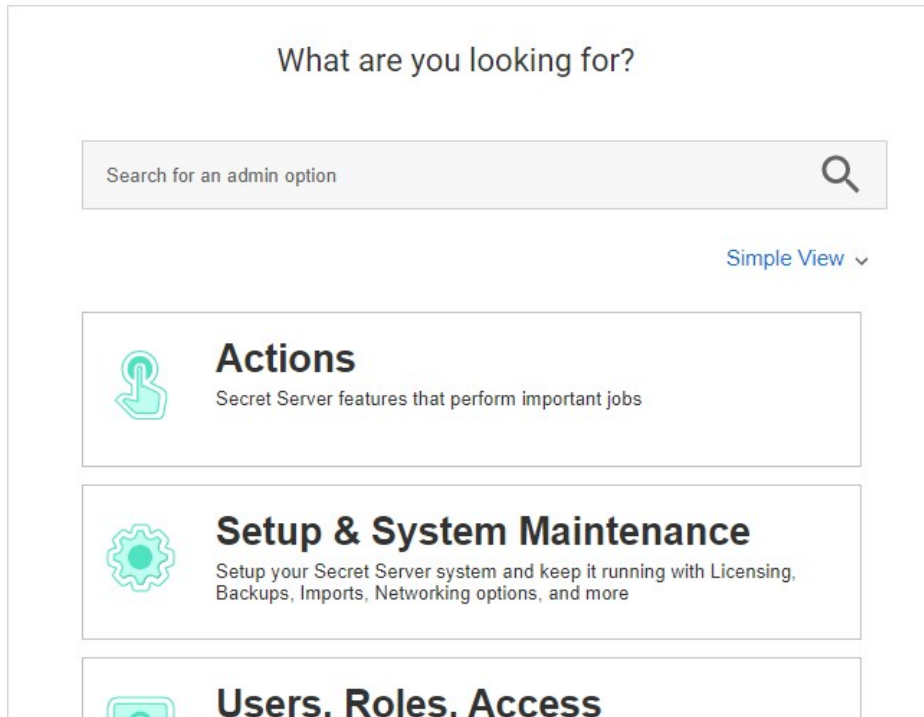 What are you looking for?
Search for an admin option
Simple View
Actions
Secret Server features that perform important jobs
Setup & System Maintenance
Setup your Secret Server system and keep it running with Licensing,
Backups, Imports, Networking options, and more
Users, Roles, Access